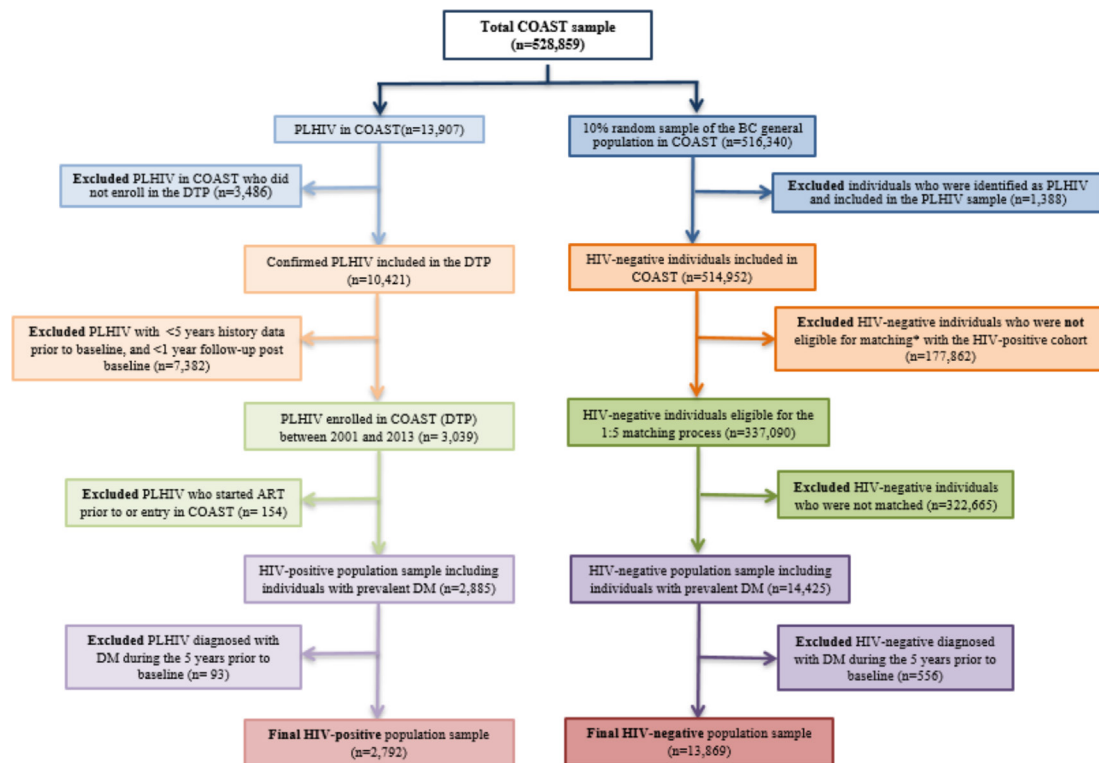 Total COAST sample
(n=528,859)
PLHIV in COAST(n=13,907)
10% random sample of the BC general
population in COAST (n=516,340)
Excluded PLHIV in COAST who did
not enroll in the DTP (n=3,486)
Excluded individuals who were identified as PLHIV
and included in the PLHIV sample (n=1,388)
Confirmed PLHIV included in the DTP
(n=10,421)
HIV-negative individuals included in
COAST (n=514,952)
Excluded PLHIV with <5 years history data
prior to baseline, and <1 year follow-up post
baseline (n=7,382)
Excluded HIV-negative individuals who were not
eligible for matching* with the HIV-positive cohort
(n=177,862)
PLHIV enrolled in COAST (DTP)
between 2001 and 2013 (n= 3,039)
HIV-negative individuals eligible for the
1:5 matching process (n=337,090)
Excluded PLHIV who started ART
prior to or entry in COAST (n= 154)
Excluded HIV-negative individuals
who were not matched (n=322,665)
HIV-positive population sample including
individuals with prevalent DM (n=2,885)
HIV-negative population sample including
individuals with prevalent DM (n=14,425)
Excluded PLHIV diagnosed with
DM during the 5 years prior to
baseline (n= 93)
Excluded HIV-negative diagnosed
with DM during the 5 years prior to
baseline (n=556)
Final HIV-positive population sample
(n=2,792)
Final HIV-negative population sample
(n=13,869)